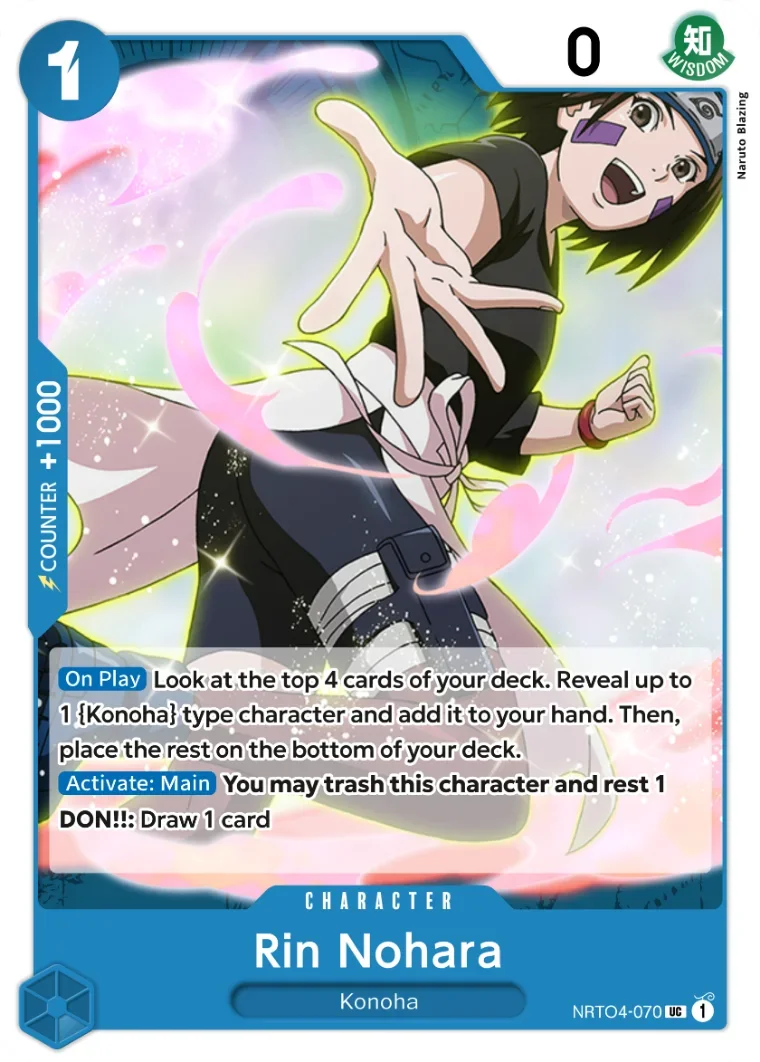 1
0
知
WISDOM
Naruto Blazing
COUNTER +1000
On Play Look at the top 4 cards of your deck. Reveal up to
1 {Konoha} type character and add it to your hand. Then,
place the rest on the bottom of your deck.
Activate: Main You may trash this character and rest 1
DON!!: Draw 1 card
CHARACTER
Rin Nohara
Konoha
NRTO4-070 UC 1